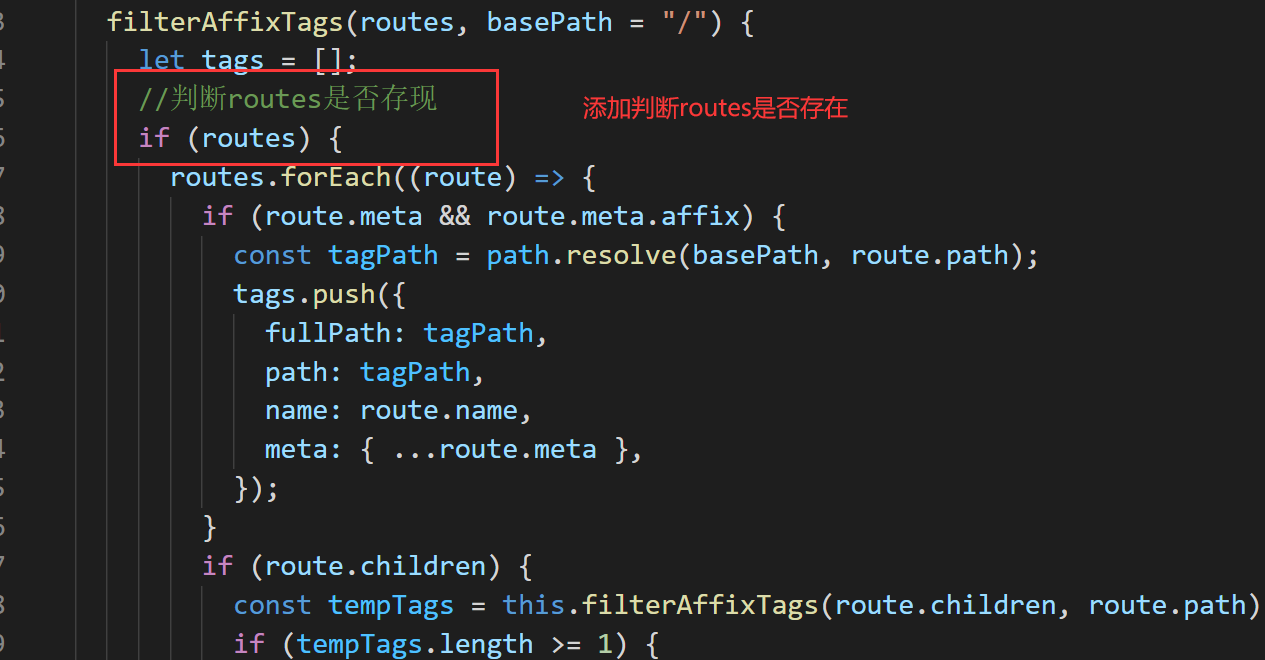 filterAffixTags(routes, basePath = "/") {
let tags = [];
//判断routes是否存现
添加判断routes是否存在
if (routes) {
routes.forEach((route) => {
if (route.meta && route.meta.affix) {
const tagPath = path.resolve(basePath, route.path);
tags.push({
fullPath: tagPath,
path: tagPath,
name: route.name,
meta: { ...route.meta },
});
}
if (route.children) {
const tempTags = this.filterAffixTags(route.children, route.path)
if (tempTags.length >= 1) {